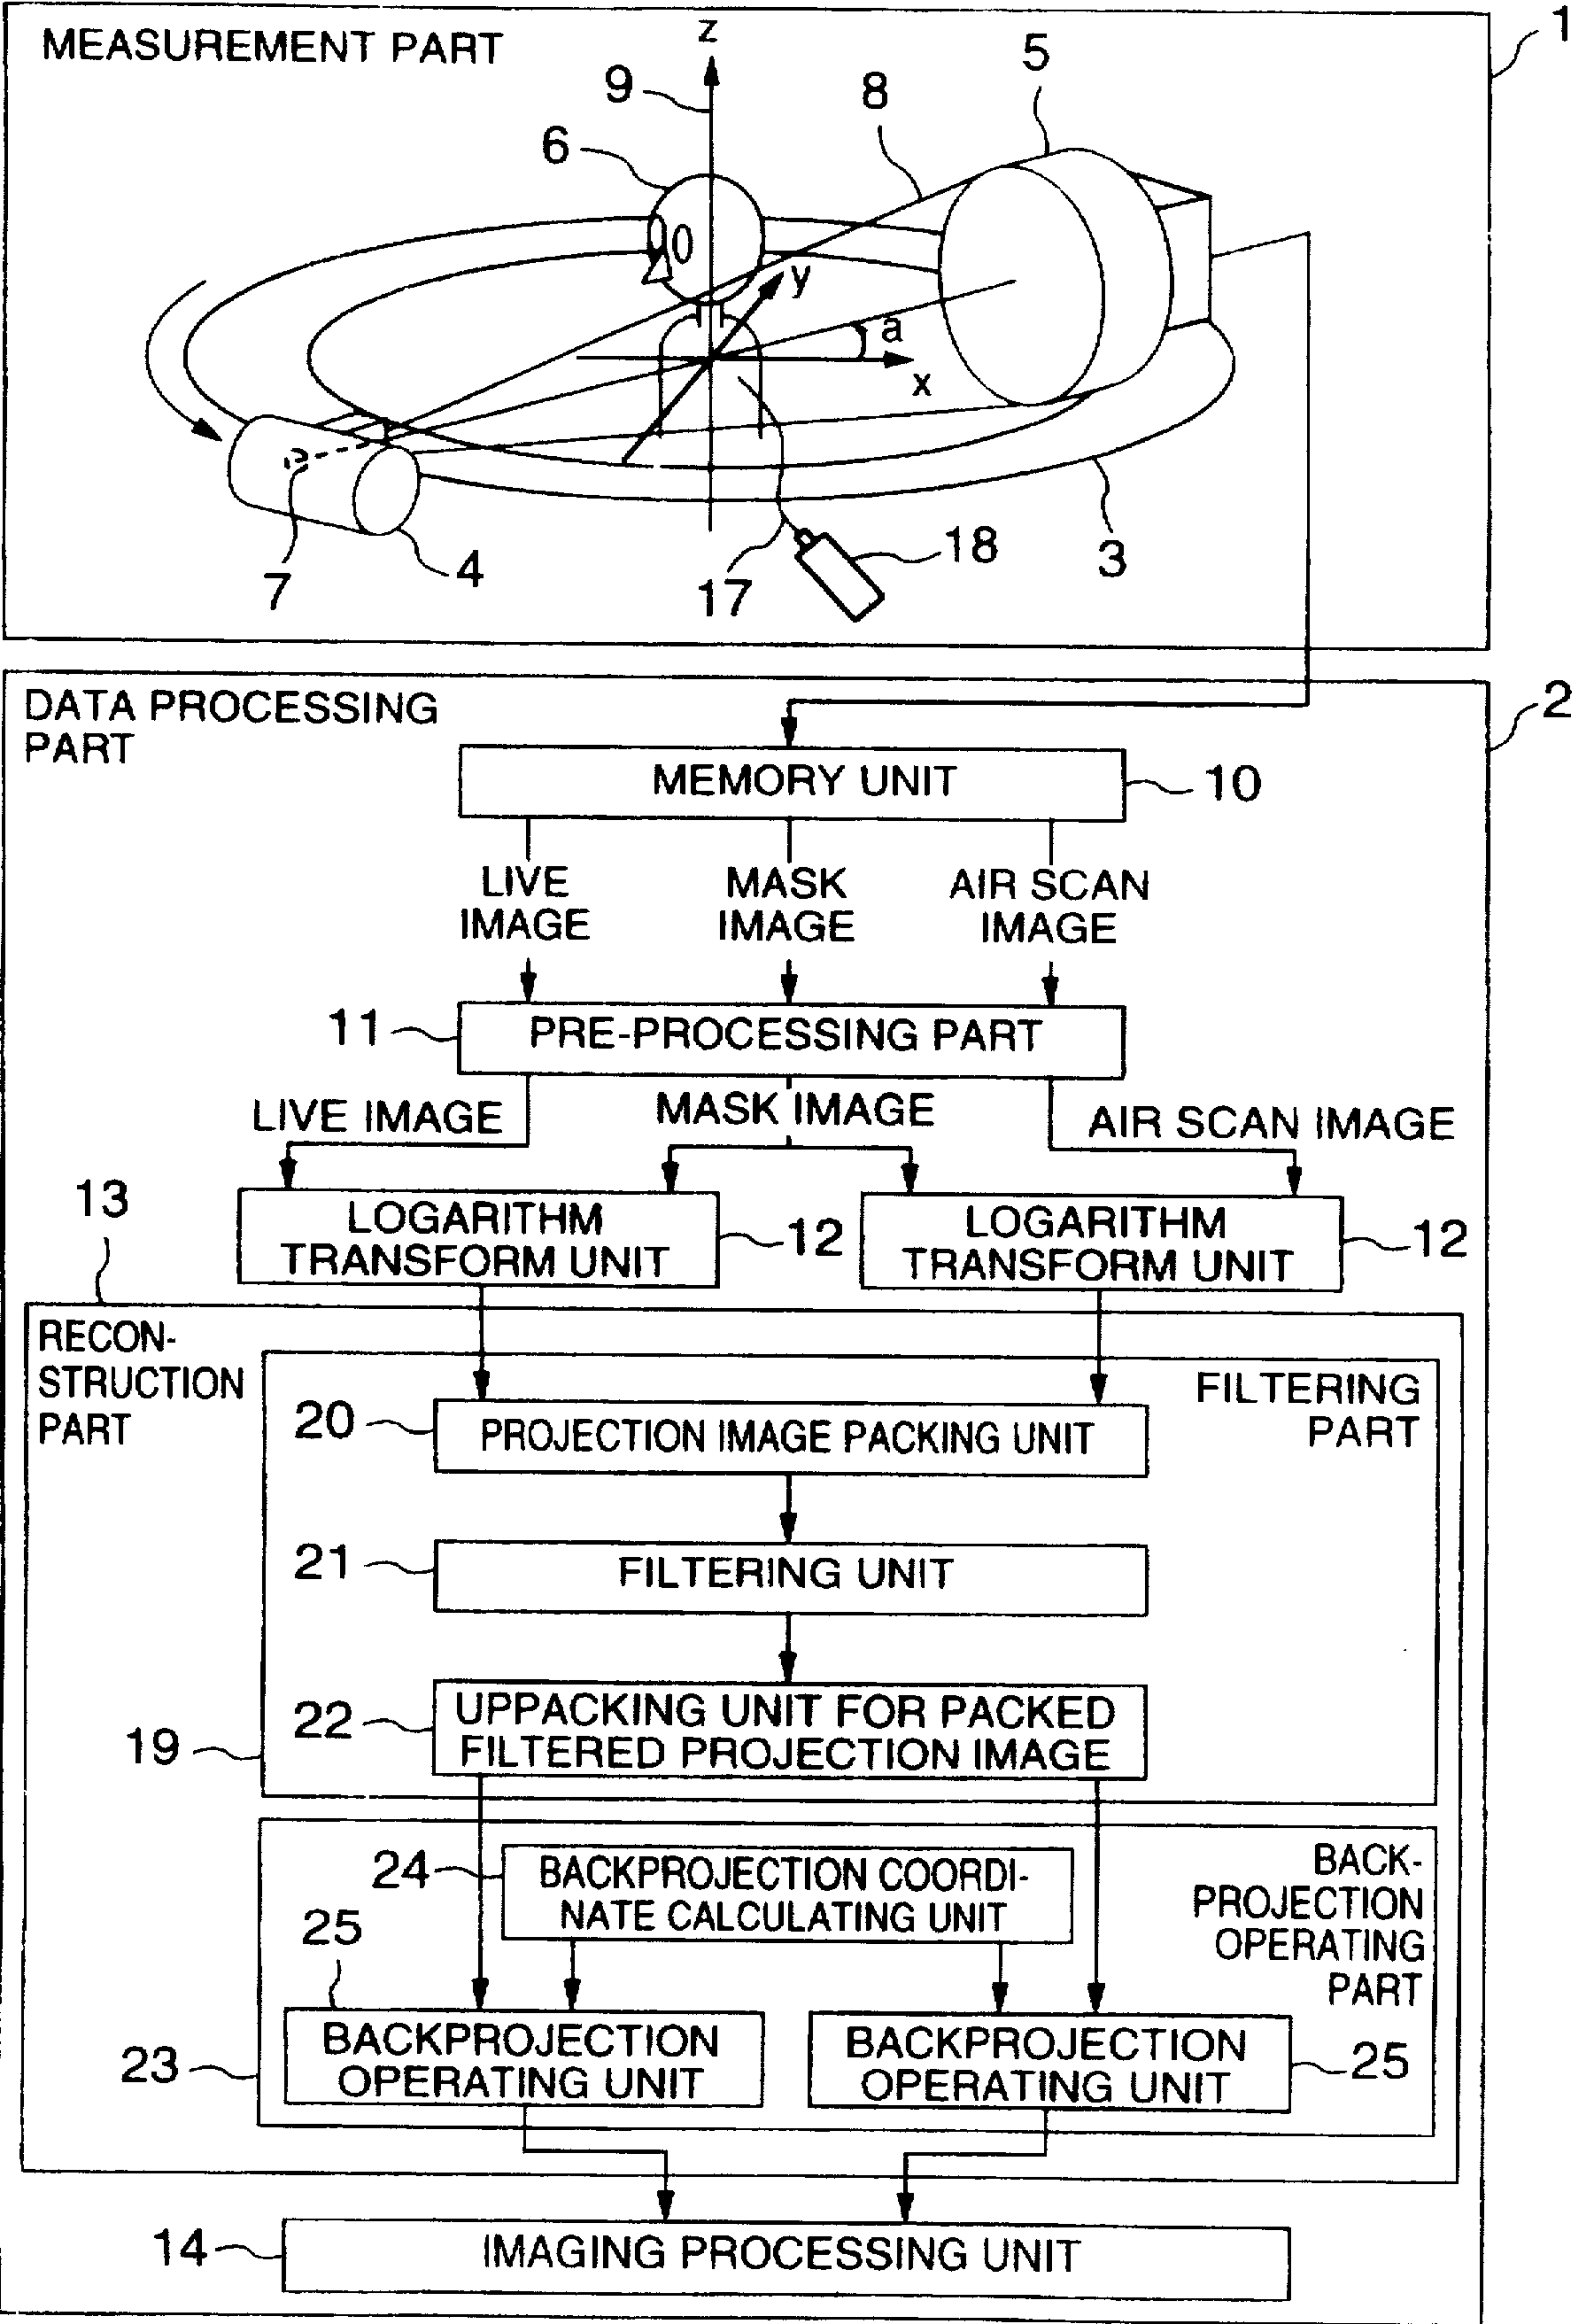 MEASUREMENT PART
z
1
5
9
8
6
y
a
x
7
4
17
18
3
DATA PROCESSING
PART
2
MEMORY UNIT
10
LIVE
IMAGE
MASK
IMAGE
AIR SCAN
IMAGE
11
PRE-PROCESSING PART
LIVE IMAGE
MASK IMAGE
AIR SCAN IMAGE
13
LOGARITHM
TRANSFORM UNIT
12
LOGARITHM
TRANSFORM UNIT
12
RECON-
STRUCTION
PART
FILTERING
PART
20
PROJECTION IMAGE PACKING UNIT
21
FILTERING UNIT
22
UPPACKING UNIT FOR PACKED
FILTERED PROJECTION IMAGE
19
24
BACKPROJECTION COORDI-
NATE CALCULATING UNIT
BACK-
PROJECTION
OPERATING
PART
25
BACKPROJECTION
OPERATING UNIT
23
BACKPROJECTION
OPERATING UNIT
25
14
IMAGING PROCESSING UNIT